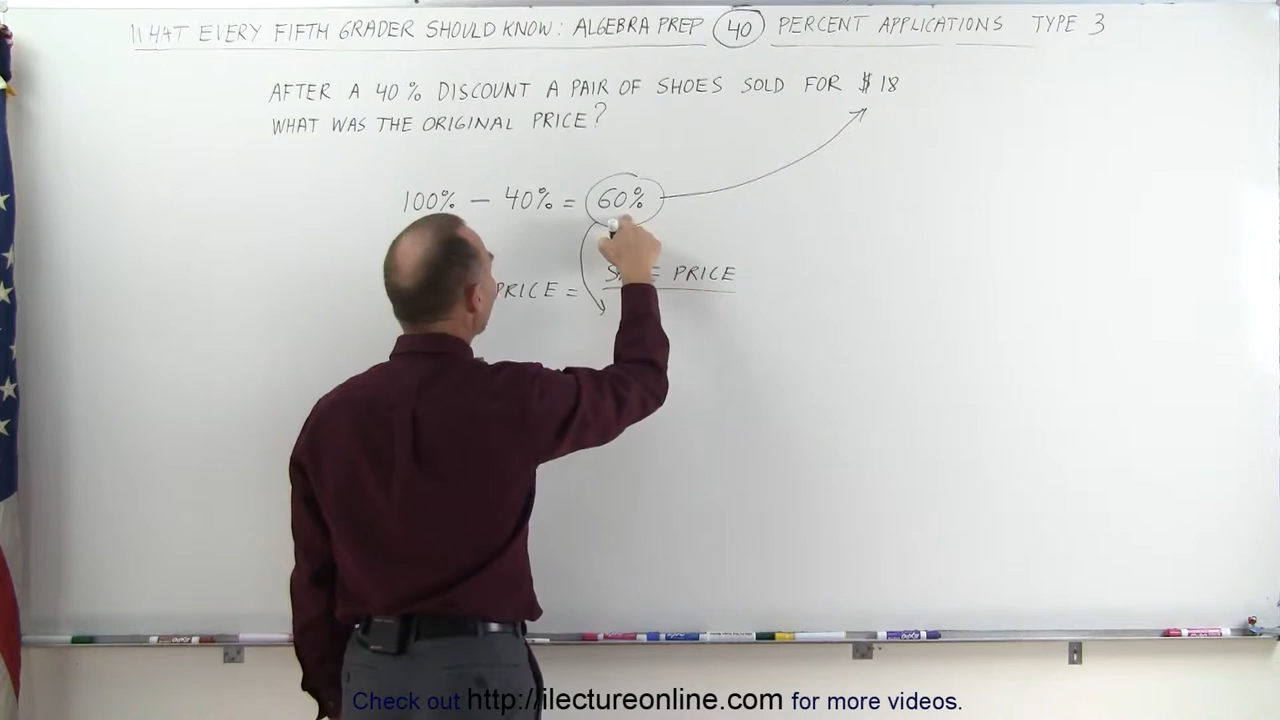 WHAT EVERY FIFTH GRADER SHOULD KNOW: ALGEBRA PREP 40 PERCENT APPLICATIONS TYPE 3
AFTER A 40% DISCOUNT A PAIR OF SHOES SOLD FOR $18
WHAT WAS THE ORIGINAL PRICE?
100% - 40% = 60%
PRICE = PRICE
Check out http://ilectureonline.com for more videos.